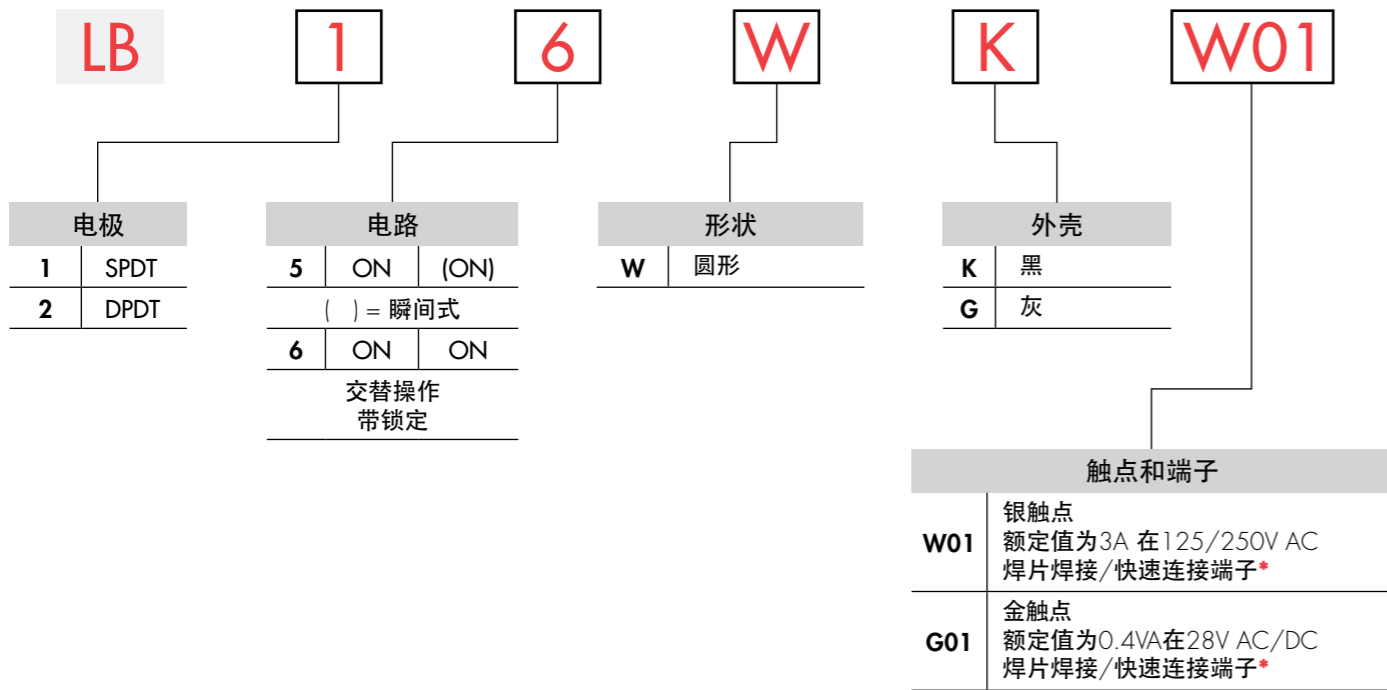 LB 1 6 W K W01
电极
1 SPDT
2 DPDT
电路
5 ON (ON)
( ) = 瞬间式
6 ON ON
交替操作
带锁定
形状
W 圆形
外壳
K 黑
G 灰
触点和端子
W01 银触点
额定值为3A 在125/250V AC
焊片焊接/快速连接端子*
G01 金触点
额定值为0.4VA在28V AC/DC
焊片焊接/快速连接端子*